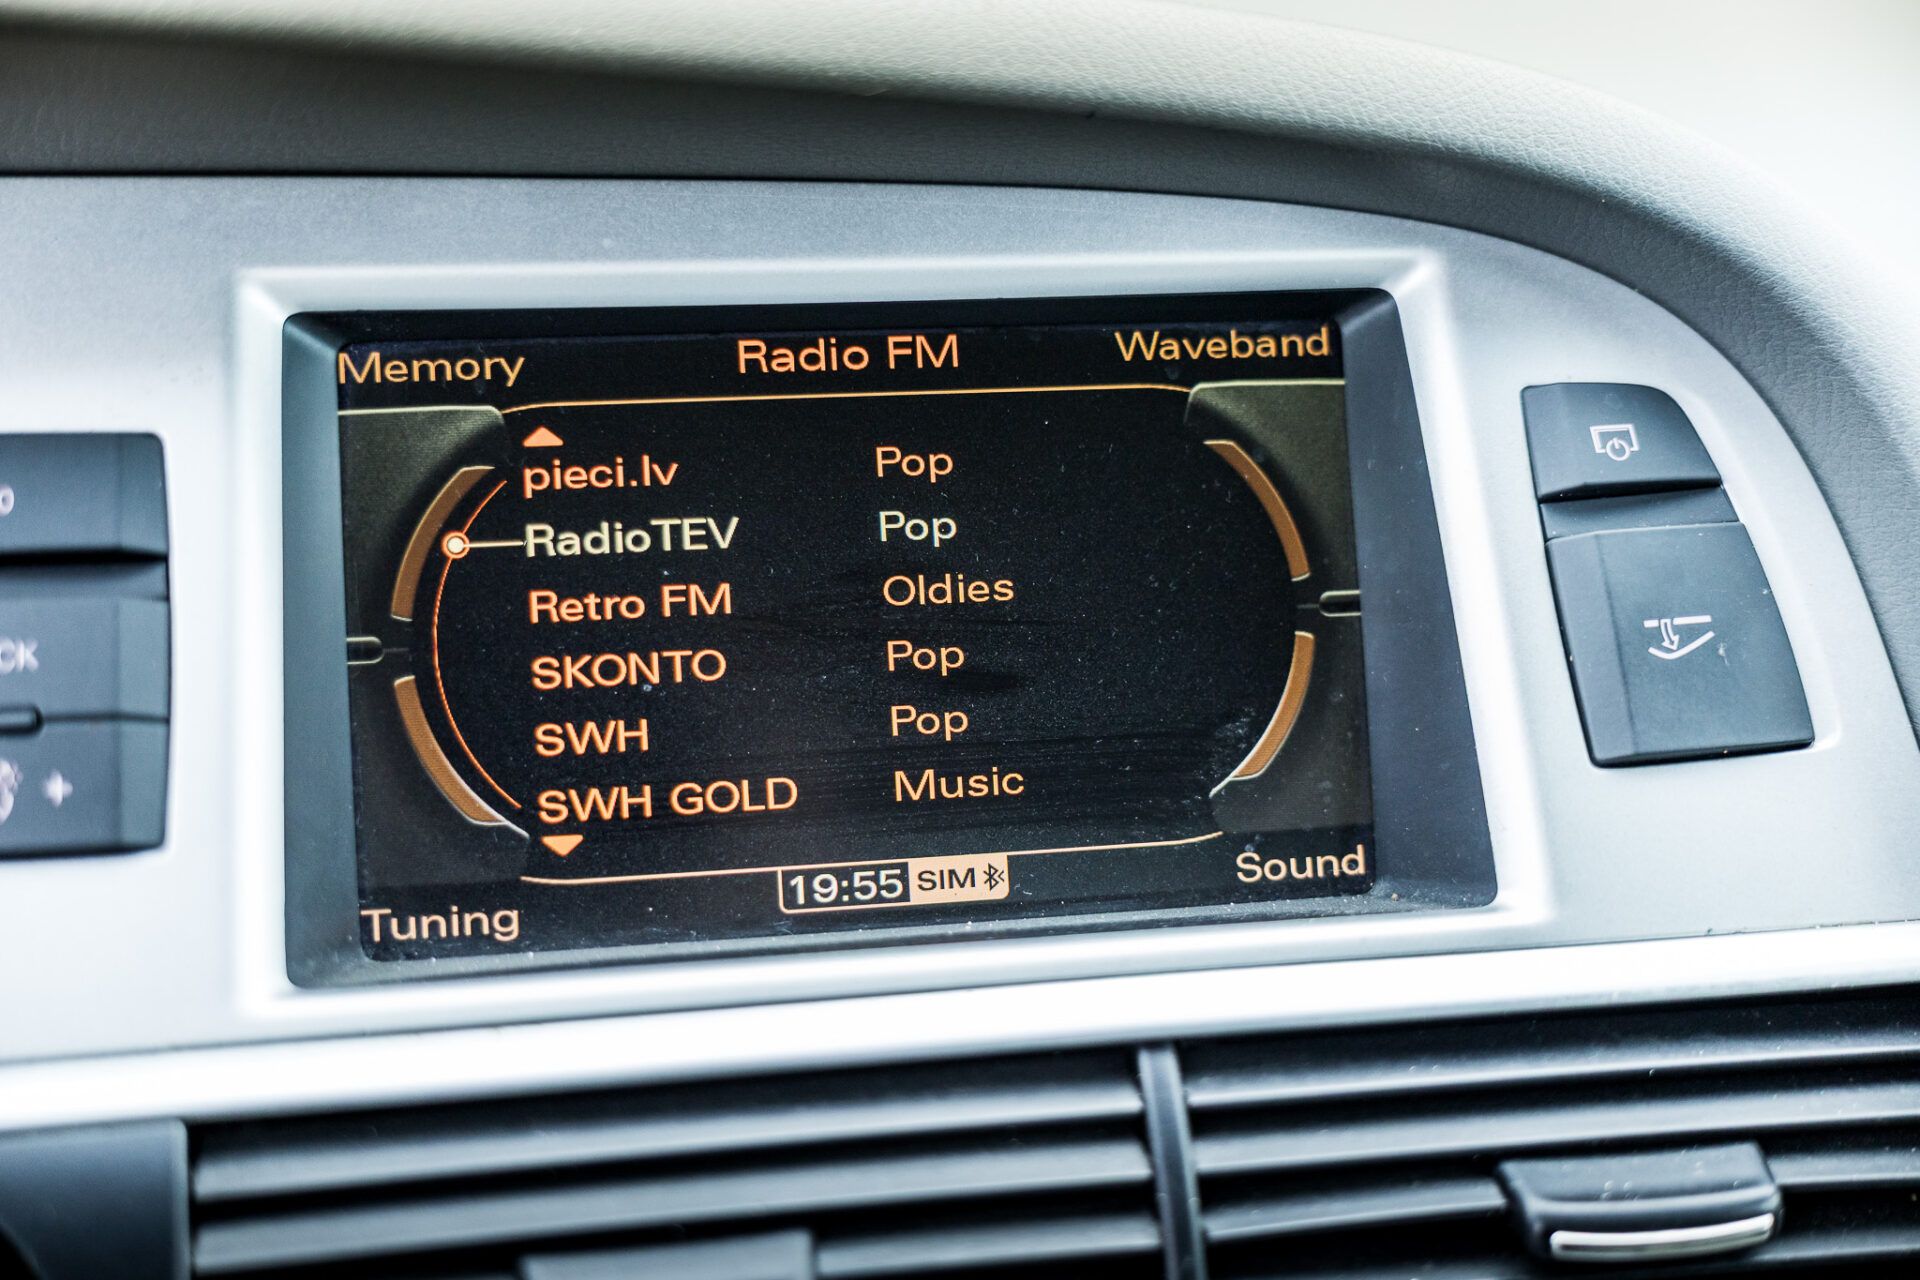 Memory Radio FM Waveband
pieci.lv Pop
RadioTEV Pop
Retro FM Oldies
SKONTO Pop
SWH Pop
SWH GOLD Music
19:55 SIM
Tuning Sound
CK